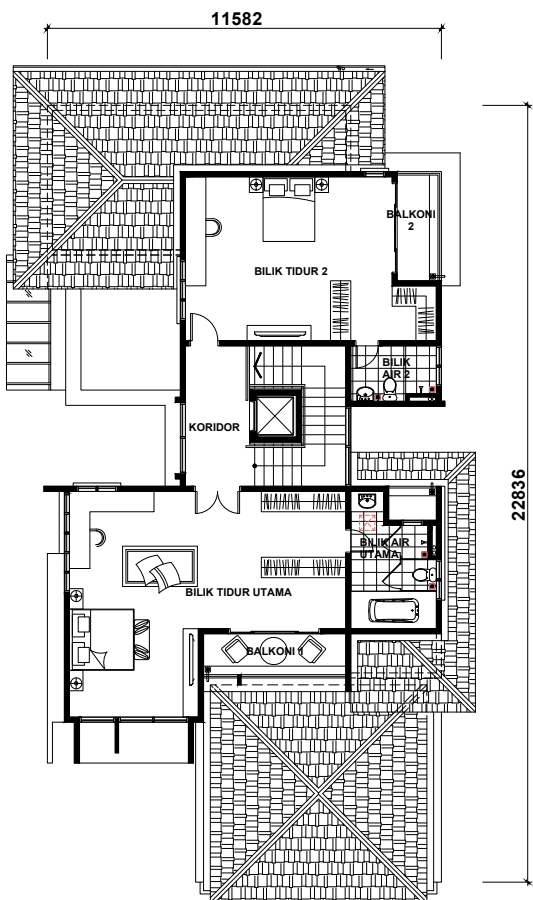 11582
BALKONI
2
BILIK TIDUR 2
BILIK
AIR 2
KORIDOR
22836
BILIK AIR
UTAMA
BILIK TIDUR UTAMA
BALKONI 1